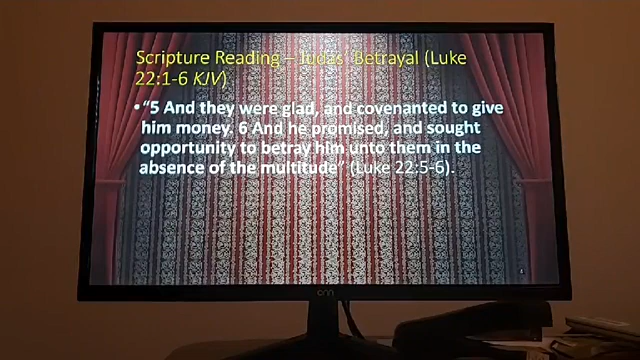 Scripture Reading – Judas' Betrayal (Luke
22:1-6 KJV)
• "5 And they were glad, and covenanted to give
him money. 6 And he promised, and sought
opportunity to betray him unto them in the
absence of the multitude" (Luke 22:5-6).
onn